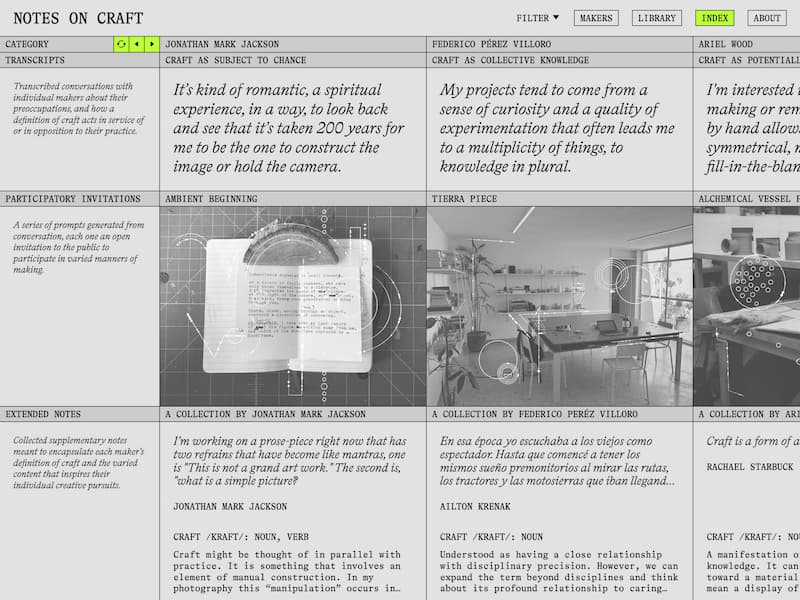 NOTES ON CRAFT
FILTER
MAKERS
LIBRARY
INDEX
ABOUT
CATEGORY
JONATHAN MARK JACKSON
FEDERICO PÉREZ VILLORO
ARIEL WOOD
TRANSCRIPTS
CRAFT AS SUBJECT TO CHANCE
CRAFT AS COLLECTIVE KNOWLEDGE
CRAFT AS POTENTIAL
Transcribed conversations with
individual makers about their
preoccupations, and how a
definition of craft acts in service of
or in opposition to their practice.
It's kind of romantic, a spiritual
experience, in a way, to look back
and see that it's taken 200 years for
me to be the one to construct the
image or hold the camera.
My projects tend to come from a
sense of curiosity and a quality of
experimentation that often leads me
to a multiplicity of things, to
knowledge in plural.
I'm interested i
making or rem
by hand allow
symmetrical, n
fill-in-the-blan
PARTICIPATORY INVITATIONS
AMBIENT BEGINNING
TIERRA PIECE
ALCHEMICAL VESSEL
A series of prompts generated from
conversation, each one an open
invitation to the public to
participate in varied manners of
making.
EXTENDED NOTES
A COLLECTION BY JONATHAN MARK JACKSON
A COLLECTION BY FEDERICO PERÉZ VILLORO
A COLLECTION BY ARI
Collected supplementary notes
meant to encapsulate each maker's
definition of craft and the varied
content that inspires their
individual creative pursuits.
I'm working on a prose-piece right now that has
two refrains that have become like mantras, one
is "This is not a grand art work." The second is,
"what is a simple picture?"
JONATHAN MARK JACKSON
CRAFT /KRAFT/: NOUN, VERB
Craft might be thought of in parallel with
practice. It is something that involves an
element of manual construction. In my
photography this “manipulation” occurs in…
En esa época yo escuchaba a los viejos como
espectador. Hasta que comencé a tener los
mismos sueño premonitorios al mirar las rutas,
los tractores y las motosierras que iban llegand...
AILTON KRENAK
CRAFT /KRAFT/: NOUN
Understood as having a close relationship
with disciplinary precision. However, we can
expand the term beyond disciplines and think
about its profound relationship to caring…
Craft is a form of a
RACHAEL STARBUCK
CRAFT /KRAFT/: NOU
A manifestation o
knowledge. It can
toward a material
mean a display of